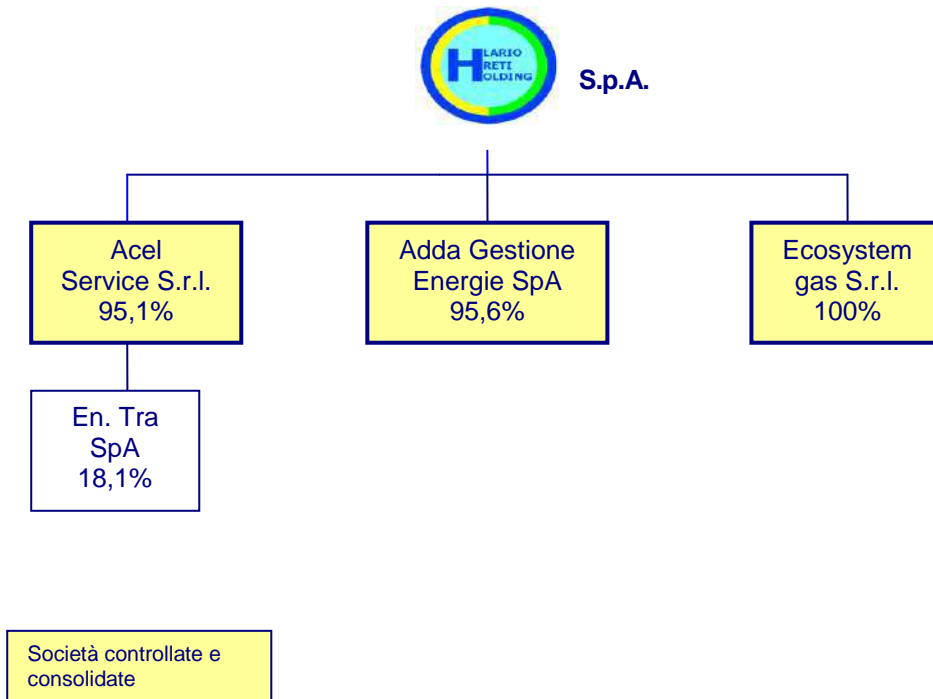 LARIO
RETI
HOLDING
S.p.A.
Acel
Service S.r.l.
95,1%
Adda Gestione
Energie SpA
95,6%
Ecosystem
gas S.r.l.
100%
En. Tra
SpA
18,1%
Società controllate e
consolidate